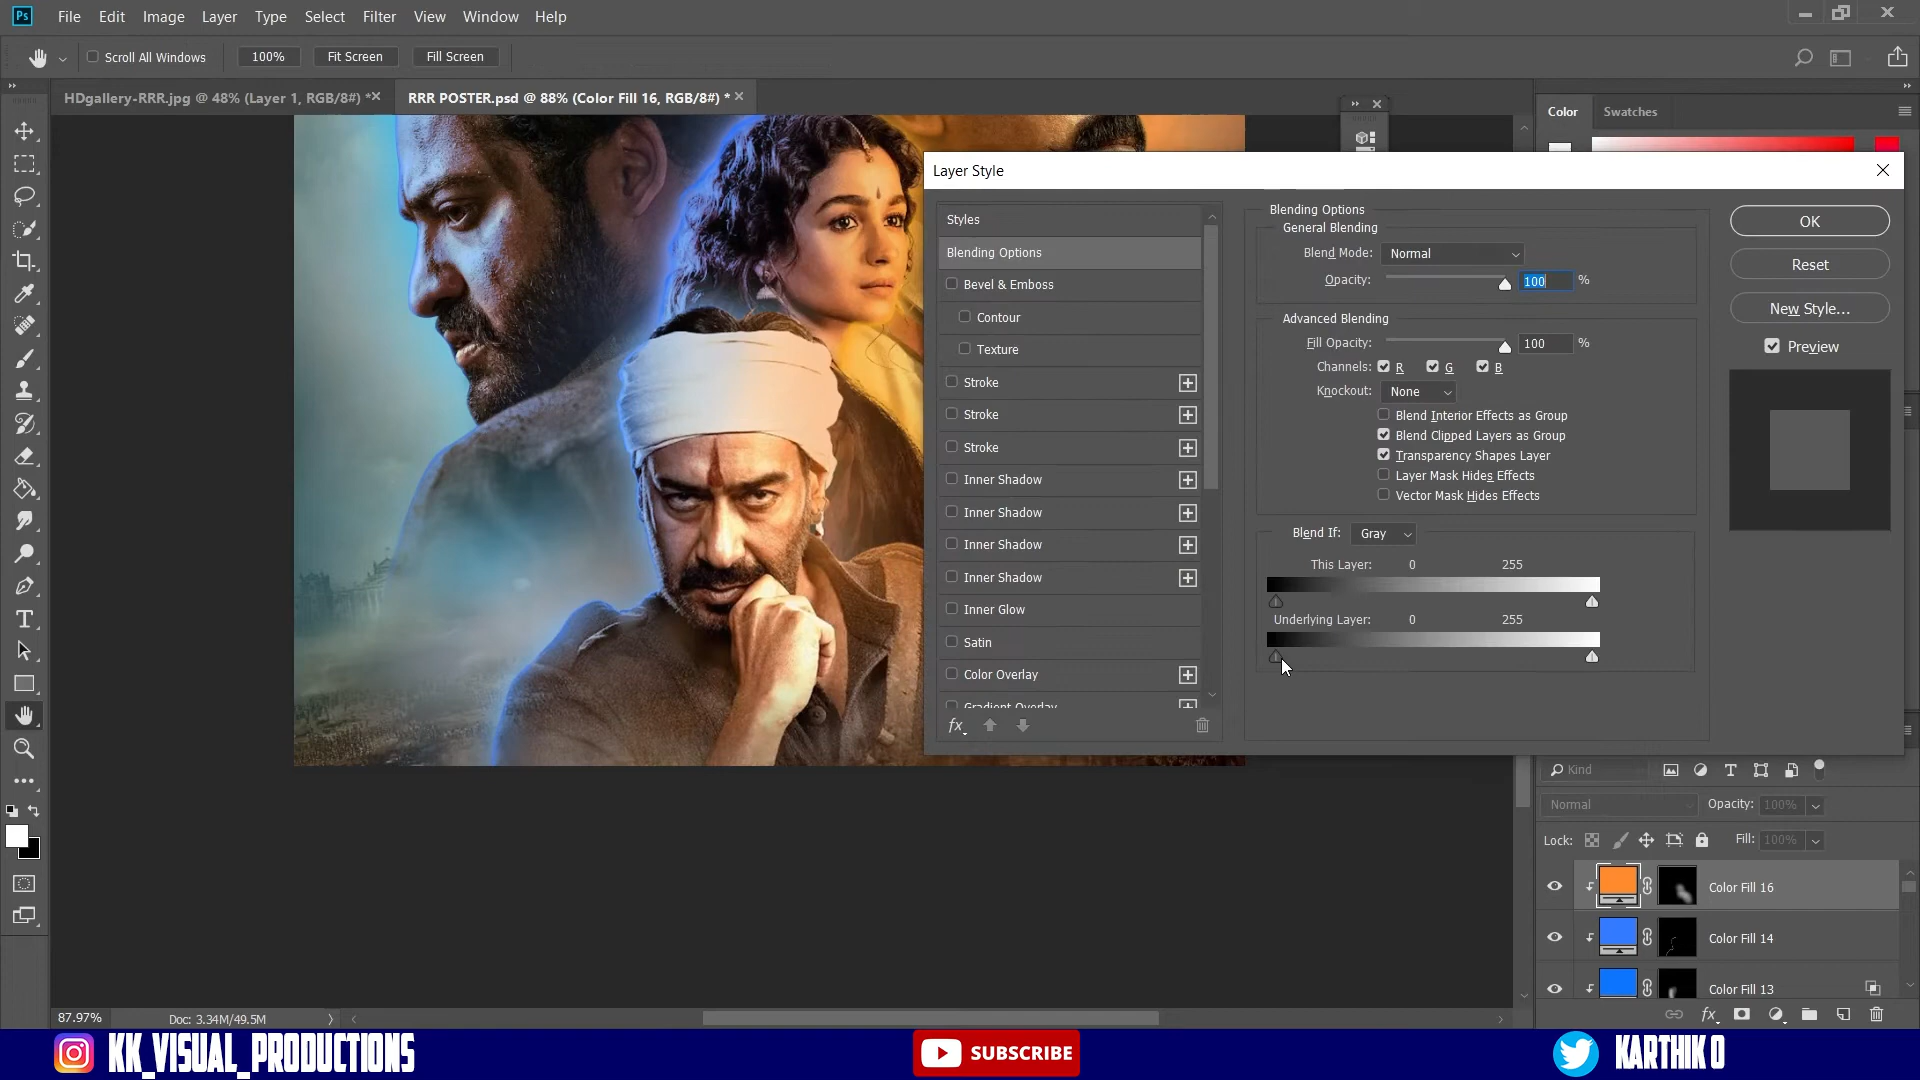 Ps File Edit Image Layer Type Select Filter View Window Help
Scroll All Windows 100% Fit Screen Fill Screen
HDgallery-RRR.jpg @ 48% (Layer 1, RGB/8#) * RRR POSTER.psd @ 88% (Color Fill 16, RGB/8#) *
Color Swatches
Layer Style
Styles
Blending Options
Bevel & Emboss
Contour
Texture
Stroke
Stroke
Stroke
Inner Shadow
Inner Shadow
Inner Shadow
Inner Shadow
Inner Glow
Satin
Color Overlay
Gradient Overlay
fx
Blending Options
General Blending
Blend Mode: Normal
Opacity: 100 %
Advanced Blending
Fill Opacity: 100 %
Channels: R G B
Knockout: None
Blend Interior Effects as Group
Blend Clipped Layers as Group
Transparency Shapes Layer
Layer Mask Hides Effects
Vector Mask Hides Effects
Blend If: Gray
This Layer: 0 255
Underlying Layer: 0 255
OK
Reset
New Style...
Preview
Kind
Normal Opacity: 100%
Lock: Fill: 100%
Color Fill 16
Color Fill 14
Color Fill 13
fx
87.97% Doc: 3.34M/49.5M
KK_VISUAL_PRODUCTIONS SUBSCRIBE KARTHIK O